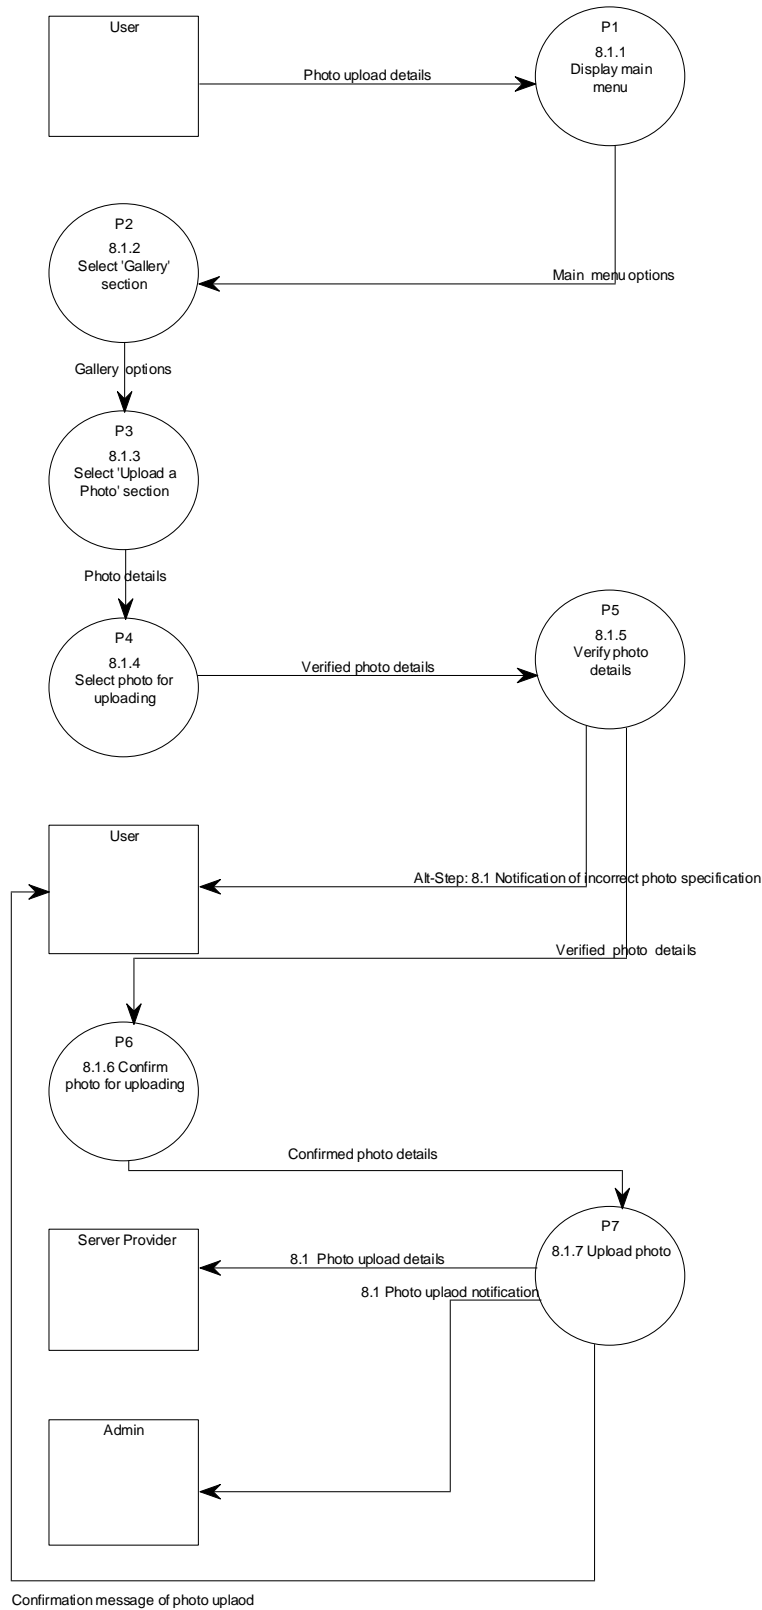 User
P1
8.1.1
Display main
menu
Photo upload details
P2
8.1.2
Select 'Gallery'
section
Main menu options
Gallery options
P3
8.1.3
Select 'Upload a
Photo' section
Photo details
P4
8.1.4
Select photo for
uploading
Verified photo details
P5
8.1.5
Verify photo
details
User
Alt-Step: 8.1 Notification of incorrect photo specification
Verified photo details
P6
8.1.6 Confirm
photo for uploading
Confirmed photo details
P7
8.1.7 Upload photo
Server Provider
8.1 Photo upload details
8.1 Photo uplaod notification
Admin
Confirmation message of photo uplaod